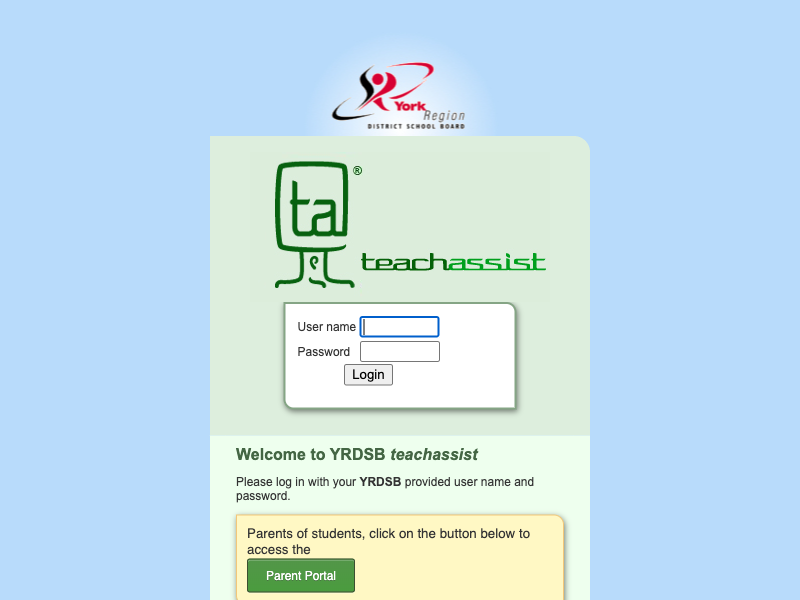 York
Region
DISTRICT SCHOOL BOARD
ta®
teachassist
User name
Password
Login
Welcome to YRDSB teachassist
Please log in with your YRDSB provided user name and
password.
Parents of students, click on the button below to
access the
Parent Portal